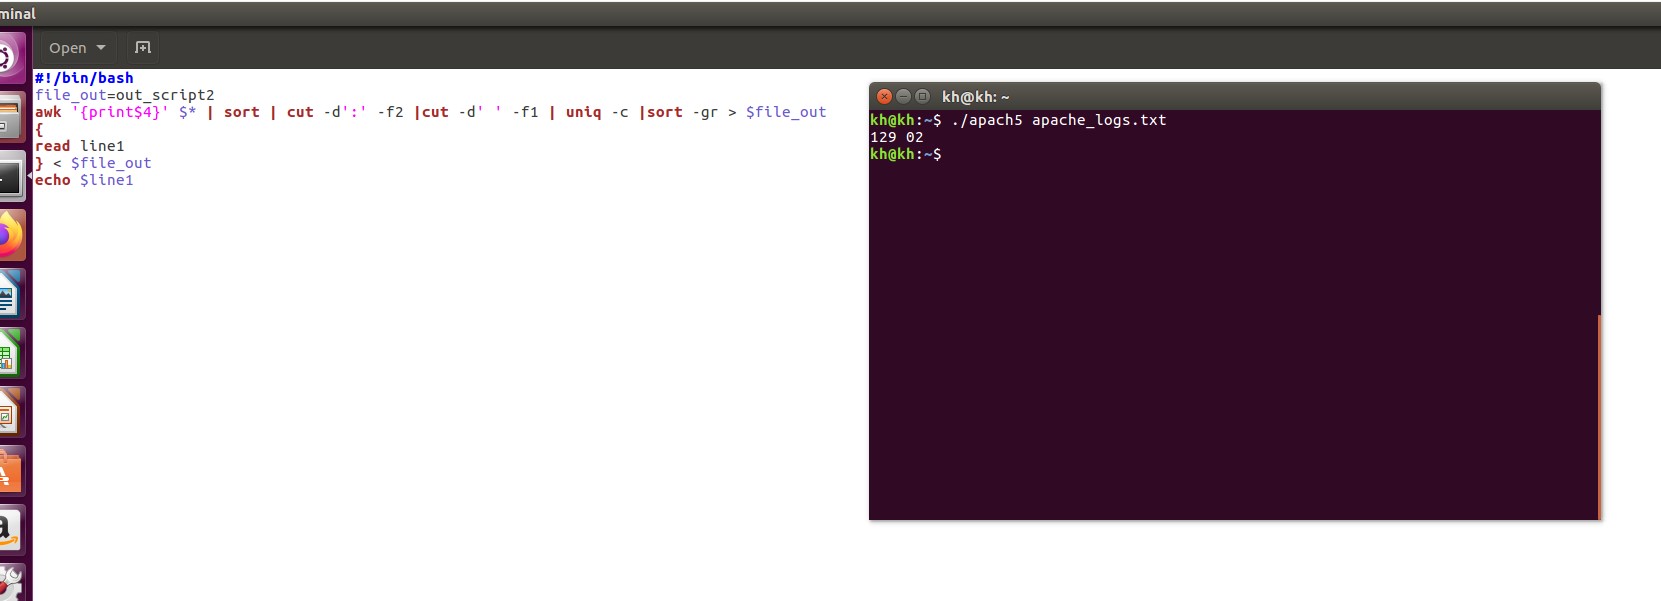 minal
Open
#!/bin/bash
file_out=out_script2
awk '{print$4}' $* | sort | cut -d':' -f2 |cut -d' ' -f1 | uniq -c |sort -gr > $file_out
{
read line1
} < $file_out
echo $line1
kh@kh: ~
kh@kh:~$ ./apach5 apache_logs.txt
129 02
kh@kh:~$